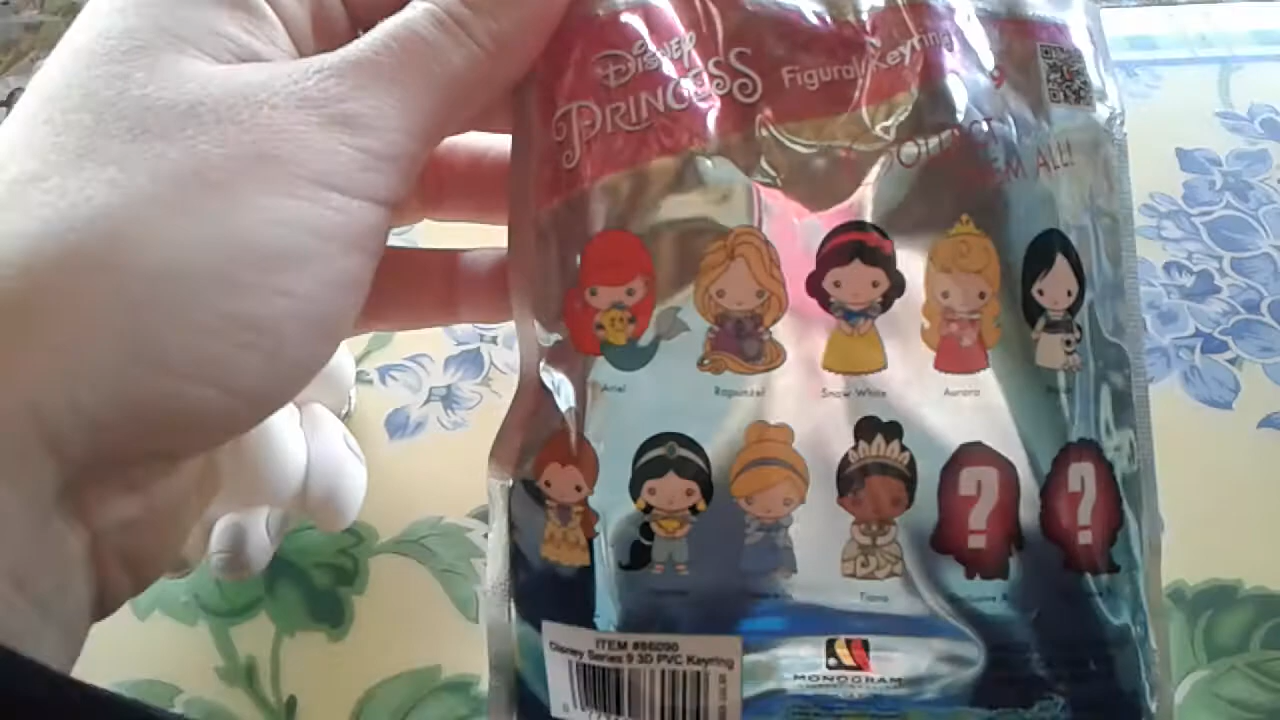 DISNEY
PRINCESS
Figural Keyring
COLLECT
EM ALL!
Ariel
Rapunzel
Snow White
Aurora
Tiana
?
?
ITEM #86090
Disney Series 9 3D PVC Keyring
MONOGRAM